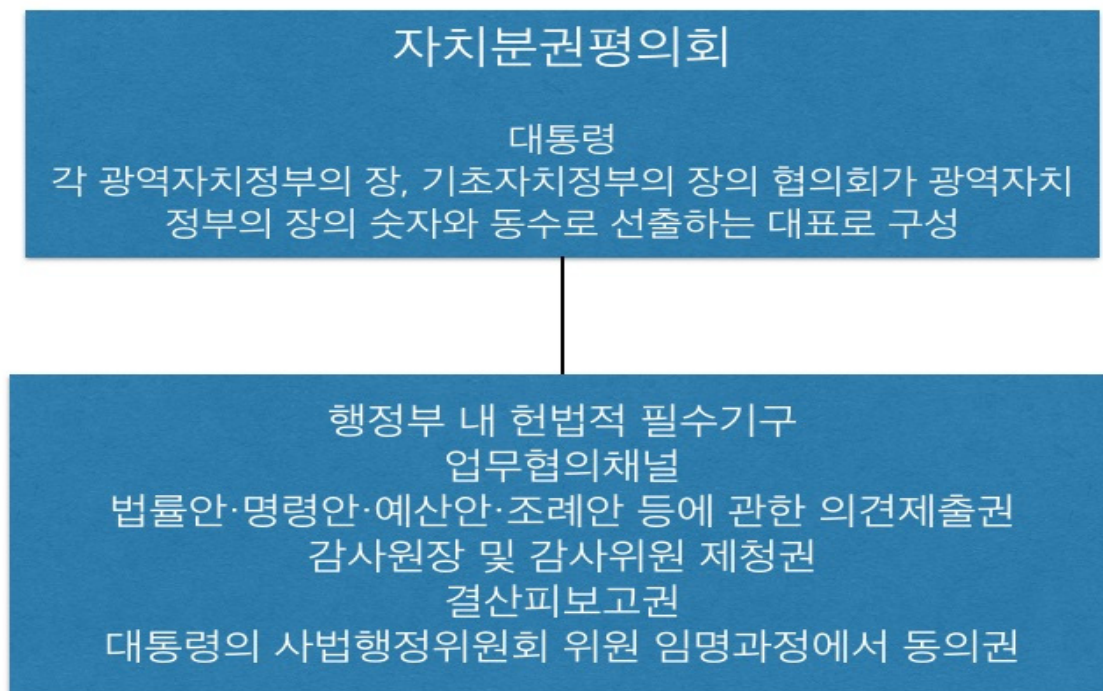 자치분권평의회
대통령
각 광역자치정부의 장, 기초자치정부의 장의 협의회가 광역자치
정부의 장의 숫자와 동수로 선출하는 대표로 구성
행정부 내 헌법적 필수기구
업무협의채널
법률안·명령안·예산안·조례안 등에 관한 의견제출권
감사원장 및 감사위원 제청권
결산피보고권
대통령의 사법행정위원회 위원 임명과정에서 동의권